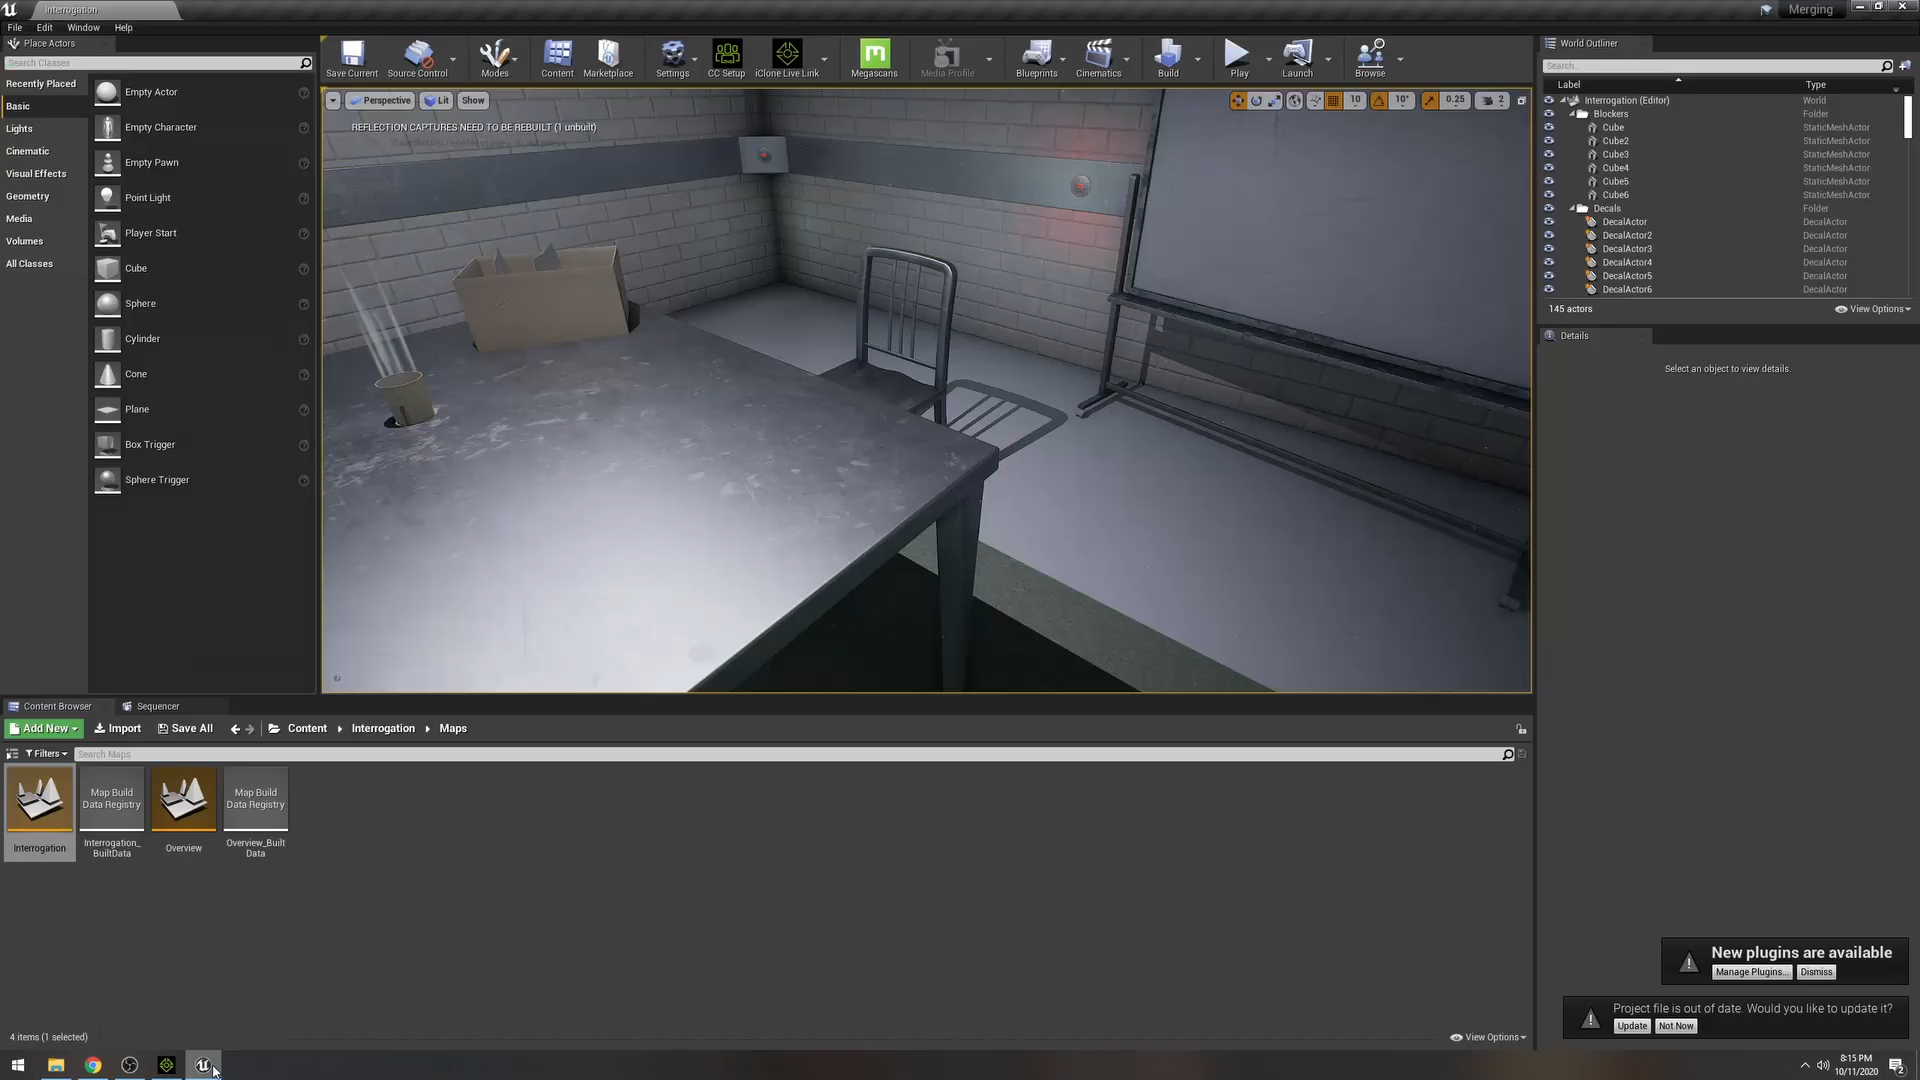 Interrogation
Merging
File Edit Window Help
Place Actors
Search Classes
Recently Placed
Basic
Lights
Cinematic
Visual Effects
Geometry
Media
Volumes
All Classes
Empty Actor
Empty Character
Empty Pawn
Point Light
Player Start
Cube
Sphere
Cylinder
Cone
Plane
Box Trigger
Sphere Trigger
Save Current Source Control Modes Content Marketplace Settings CC Setup iClone Live Link Megascans Media Profile Blueprints Cinematics Build Play Launch Browse
Perspective Lit Show
10 10° 0.25 2
REFLECTION CAPTURES NEED TO BE REBUILT (1 unbuilt)
World Outliner
Search...
Label Type
Interrogation (Editor) World
Blockers Folder
Cube StaticMeshActor
Cube2 StaticMeshActor
Cube3 StaticMeshActor
Cube4 StaticMeshActor
Cube5 StaticMeshActor
Cube6 StaticMeshActor
Decals Folder
DecalActor DecalActor
DecalActor2 DecalActor
DecalActor3 DecalActor
DecalActor4 DecalActor
DecalActor5 DecalActor
DecalActor6 DecalActor
145 actors View Options
Details
Select an object to view details.
Content Browser Sequencer
Add New Import Save All Content Interrogation Maps
Filters Search Maps
Map Build
Data Registry
Map Build
Data Registry
Interrogation
Interrogation_
BuiltData
Overview
Overview_Built
Data
4 items (1 selected)
View Options
New plugins are available
Manage Plugins... Dismiss
Project file is out of date. Would you like to update it?
Update Not Now
8:15 PM
10/11/2020
2